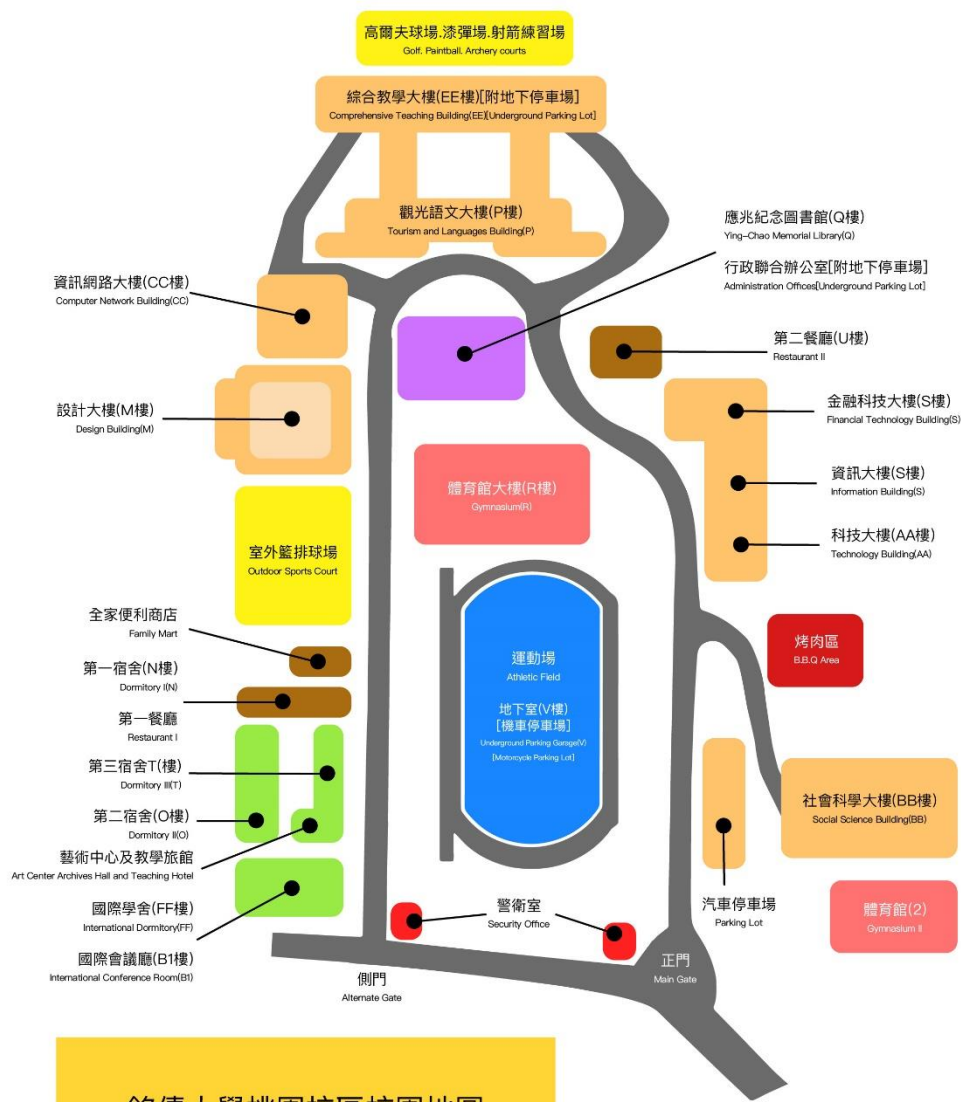 高爾夫球場.漆彈場.射箭練習場
Golf. Paintball. Archery courts
綜合教學大樓(EE樓)[附地下停車場]
Comprehensive Teaching Building(EE)[Underground Parking Lot]
觀光語文大樓(P樓)
Tourism and Languages Building(P)
應兆紀念圖書館(Q樓)
Ying-Chao Memorial Library(Q)
行政聯合辦公室[附地下停車場]
Administration Offices[Underground Parking Lot]
資訊網路大樓(CC樓)
Computer Network Building(CC)
第二餐廳(U樓)
Restaurant II
設計大樓(M樓)
Design Building(M)
金融科技大樓(S樓)
Financial Technology Building(S)
資訊大樓(S樓)
Information Building(S)
科技大樓(AA樓)
Technology Building(AA)
體育館大樓(R樓)
Gymnasium(R)
室外籃排球場
Outdoor Sports Court
全家便利商店
Family Mart
第一宿舍(N樓)
Dormitory I(N)
第一餐廳
Restaurant I
第三宿舍T(樓)
Dormitory III(T)
第二宿舍(O樓)
Dormitory II(O)
藝術中心及教學旅館
Art Center Archives Hall and Teaching Hotel
國際學舍(FF樓)
International Dormitory(FF)
國際會議廳(B1樓)
International Conference Room(B1)
運動場
Athletic Field
地下室(V樓)
[機車停車場]
Underground Parking Garage(V)
[Motorcycle Parking Lot]
烤肉區
B.B.Q Area
社會科學大樓(BB樓)
Social Science Building(BB)
汽車停車場
Parking Lot
體育館(2)
Gymnasium II
警衛室
Security Office
側門
Alternate Gate
正門
Main Gate
銘傳大學桃園校區校園地圖